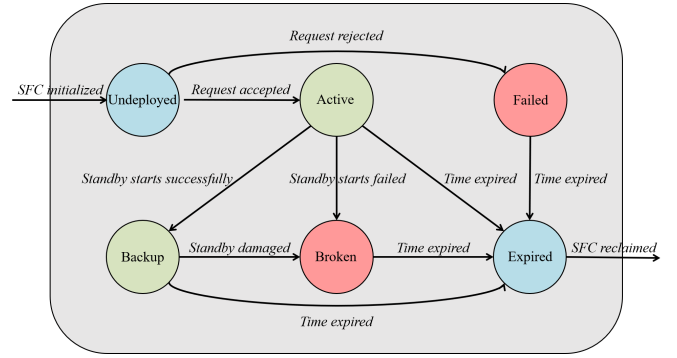 Request rejected
SFC initialized
Undeployed
Request accepted
Active
Failed
Standby starts successfully
Standby starts failed
Time expired
Time expired
Backup
Standby damaged
Broken
Time expired
Expired
SFC reclaimed
Time expired